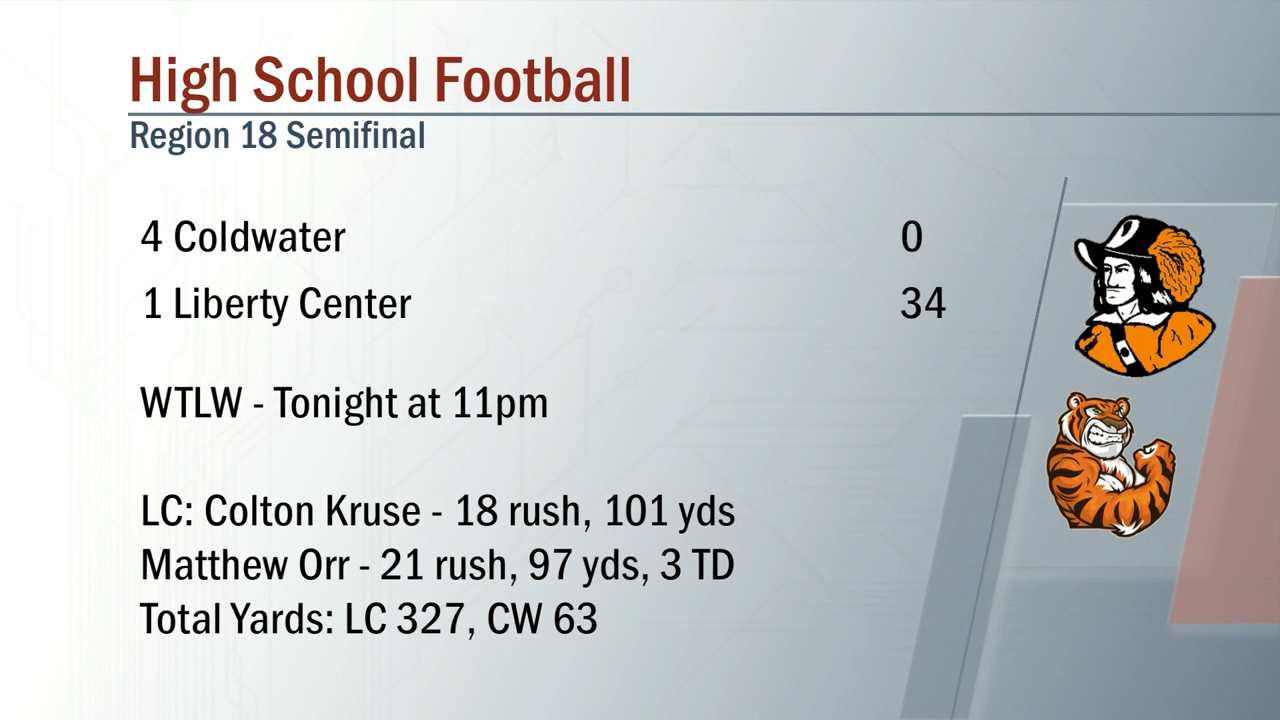 High School Football
Region 18 Semifinal
4 Coldwater 0
1 Liberty Center 34
WTLW - Tonight at 11pm
LC: Colton Kruse - 18 rush, 101 yds
Matthew Orr - 21 rush, 97 yds, 3 TD
Total Yards: LC 327, CW 63